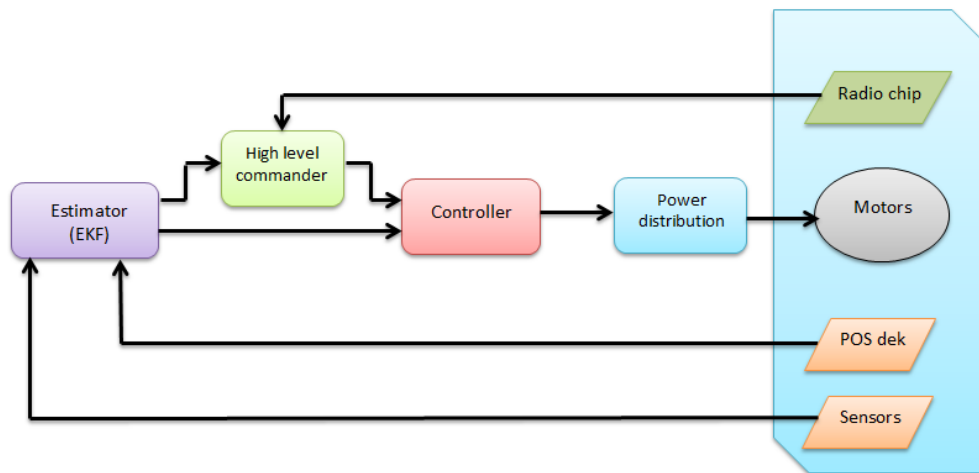 Radio chip
High level
commander
Estimator
(EKF)
Controller
Power
distribution
Motors
POS dek
Sensors